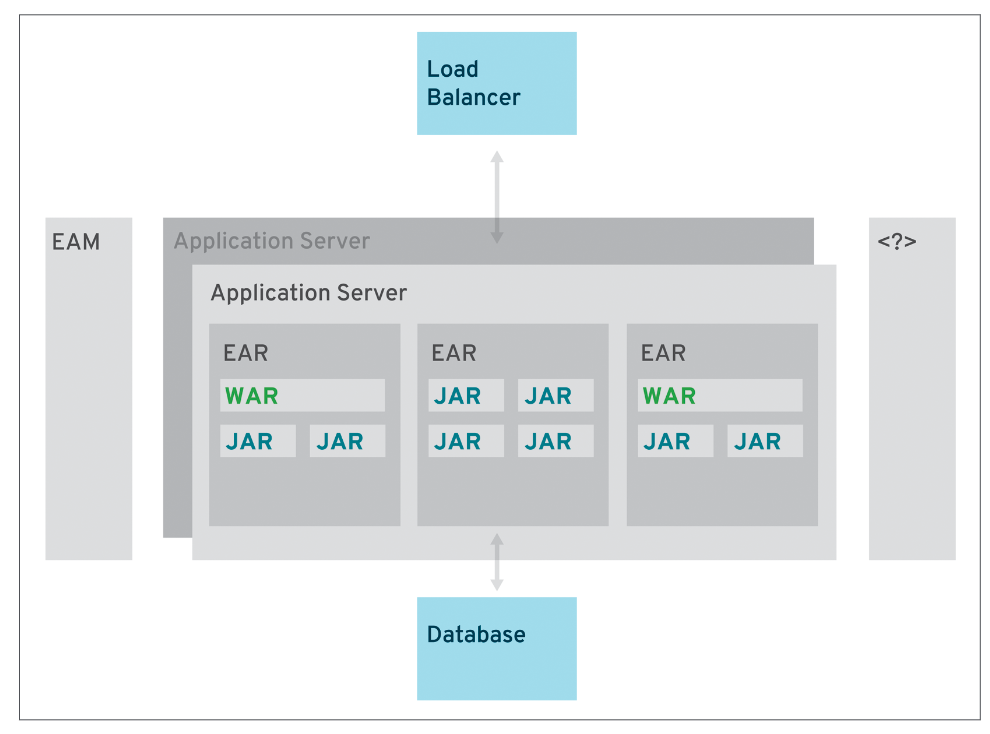 Load
Balancer
EAM
Application Server
<?>
Application Server
EAR
EAR
EAR
WAR
JAR JAR
WAR
JAR JAR
JAR JAR
JAR JAR
Database